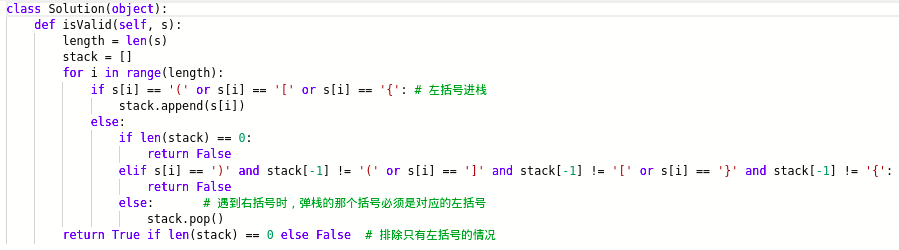 class Solution(object):
    def isValid(self, s):
        length = len(s)
        stack = []
        for i in range(length):
            if s[i] == '(' or s[i] == '[' or s[i] == '{': # 左括号进栈
                stack.append(s[i])
            else:
                if len(stack) == 0:
                    return False
                elif s[i] == ')' and stack[-1] != '(' or s[i] == ']' and stack[-1] != '[' or s[i] == '}' and stack[-1] != '{':
                    return False
                else:       # 遇到右括号时，弹栈的那个括号必须是对应的左括号
                    stack.pop()
        return True if len(stack) == 0 else False  # 排除只有左括号的情况